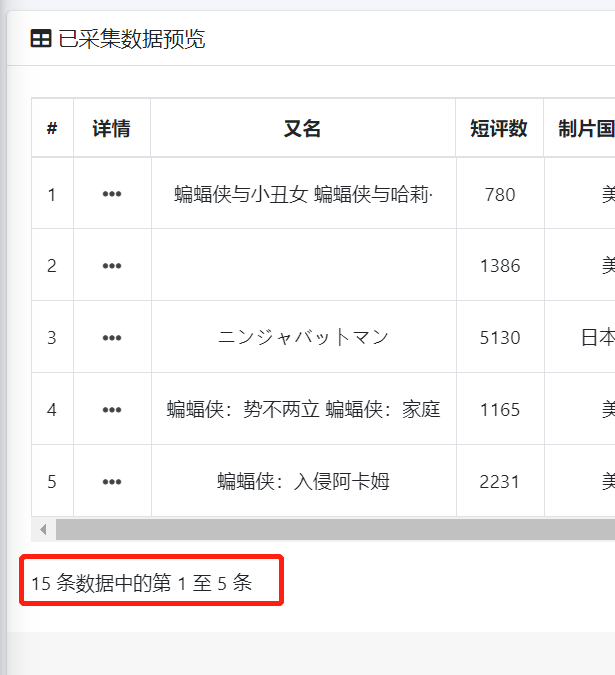 已采集数据预览
# 详情 又名 短评数 制片国
1 ••• 蝙蝠侠与小丑女 蝙蝠侠与哈莉· 780 美
2 ••• 1386 美
3 ••• ニンジャバットマン 5130 日本
4 ••• 蝙蝠侠：势不两立 蝙蝠侠：家庭 1165 美
5 ••• 蝙蝠侠：入侵阿卡姆 2231 美
15 条数据中的第 1 至 5 条